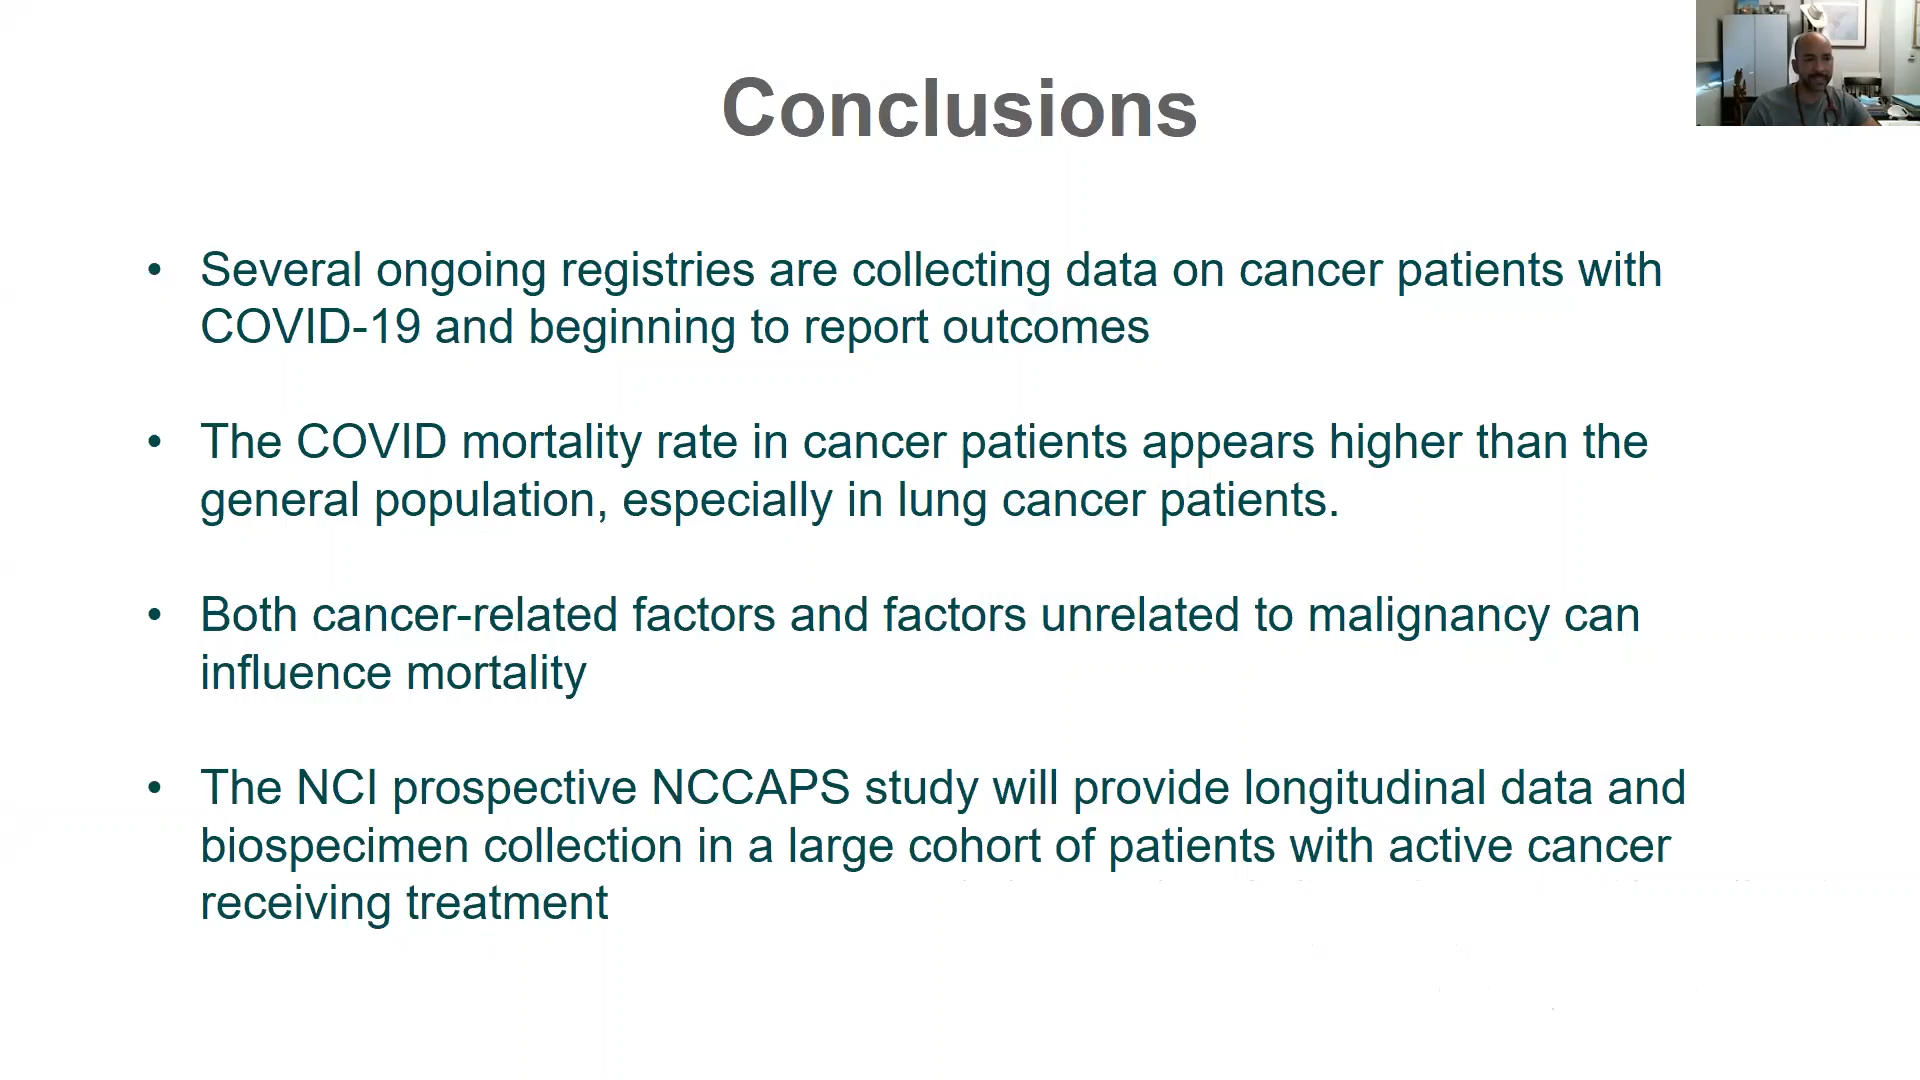 Conclusions
• Several ongoing registries are collecting data on cancer patients with
COVID-19 and beginning to report outcomes
• The COVID mortality rate in cancer patients appears higher than the
general population, especially in lung cancer patients.
• Both cancer-related factors and factors unrelated to malignancy can
influence mortality
• The NCI prospective NCCAPS study will provide longitudinal data and
biospecimen collection in a large cohort of patients with active cancer
receiving treatment